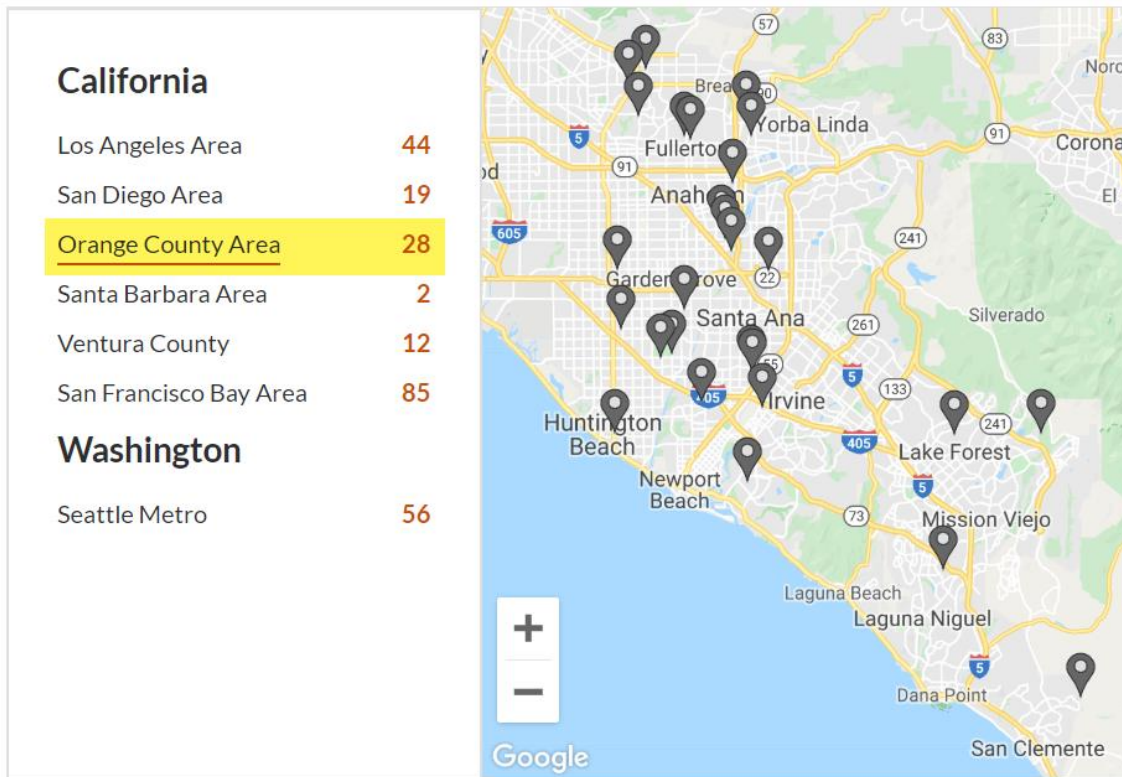 California
Los Angeles Area 44
San Diego Area 19
Orange County Area 28
Santa Barbara Area 2
Ventura County 12
San Francisco Bay Area 85
Washington
Seattle Metro 56
57
83
Brea
90
Yorba Linda
91
5
Fullerton
91
Corona
Anaheim
El
605
241
Garden Grove
22
Santa Ana
261
Silverado
55
5
133
405
Irvine
Huntington
Beach
241
405
Lake Forest
Newport
Beach
5
73
Mission Viejo
Laguna Beach
Laguna Niguel
+
5
−
Dana Point
San Clemente
Google